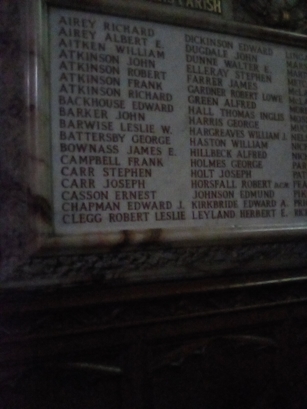 PARISH
AIREY RICHARD
AIREY ALBERT E.
AITKEN WILLIAM
ATKINSON JOHN
ATKINSON ROBERT
ATKINSON FRANK
ATKINSON RICHARD
BACKHOUSE EDWARD
BARKER JOHN
BARWISE LESLIE W.
BATTERSBY GEORGE
BOWNASS JAMES E.
CAMPBELL FRANK
CARR STEPHEN
CARR JOSEPH
CASSON ERNEST
CHAPMAN EDWARD J.
CLEGG ROBERT LESLIE
DICKINSON EDWARD
DUGDALE JOHN
DUNNE WALTER E.
ELLERAY STEPHEN
FARRER JAMES
GARDNER ROBERT LOWE
GREEN ALFRED
HALL THOMAS INGLIS
HARRIS GEORGE
HARGREAVES WILLIAM J.
HASTON WILLIAM
HILLBECK ALFRED
HOLMES GEORGE
HOLT JOSEPH
HORSFALL ROBERT
JOHNSON EDMUND
KIRKBRIDE EDWARD A.
LEYLAND HERBERT E.